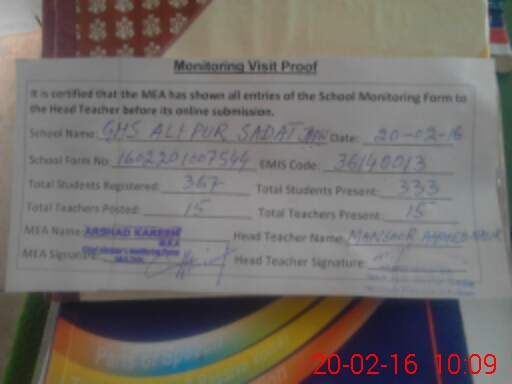 Monitoring Visit Proof
It is certified that the MEA has shown all entries of the School Monitoring Form to
the Head Teacher before its online submission.
School Name: GHS ALIPUR SADAT Date: 20-02-16
School Form No: 1602201007544 EMIS Code: 36140013
Total Students Registered: 367 Total Students Present: 333
Total Teachers Posted: 15 Total Teachers Present: 15
MEA Name: ARSHAD KAREEM Head Teacher Name: MANSOOR AHMED
M.E.A
MEA Signature: Head Teacher Signature:
20-02-16 10:09